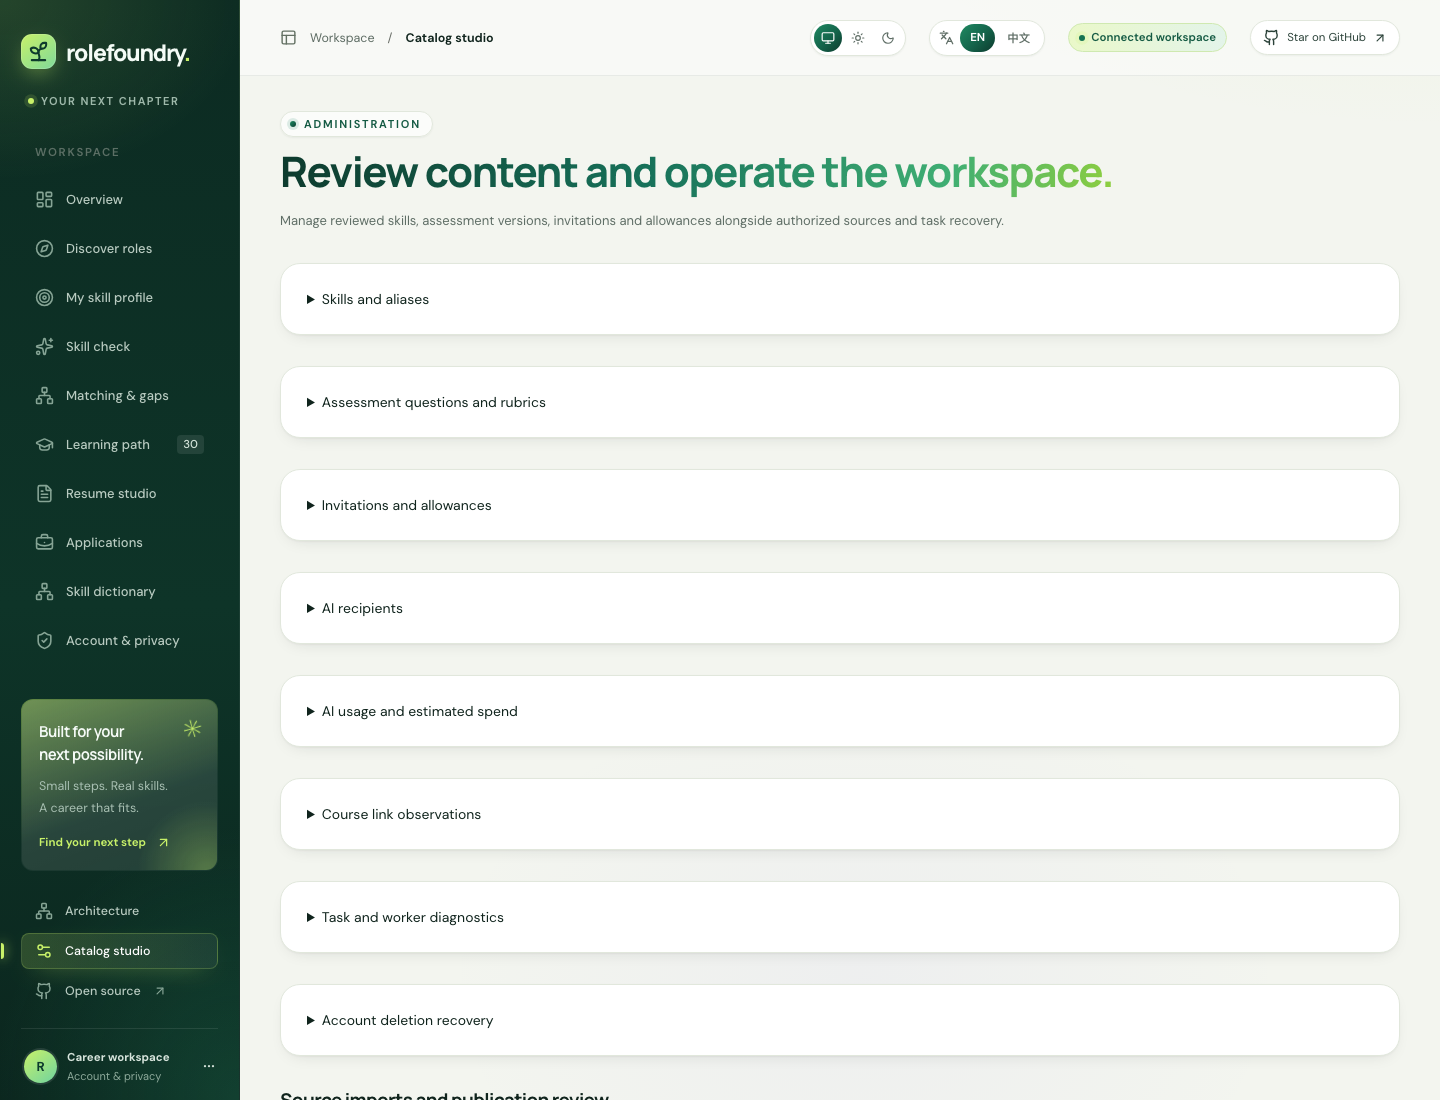 rolefoundry.
YOUR NEXT CHAPTER
WORKSPACE
Overview
Discover roles
My skill profile
Skill check
Matching & gaps
Learning path 30
Resume studio
Applications
Skill dictionary
Account & privacy
Built for your
next possibility.
Small steps. Real skills.
A career that fits.
Find your next step
Architecture
Catalog studio
Open source
R
Career workspace
Account & privacy
Workspace / Catalog studio
EN 中文
Connected workspace
Star on GitHub
ADMINISTRATION
Review content and operate the workspace.
Manage reviewed skills, assessment versions, invitations and allowances alongside authorized sources and task recovery.
Skills and aliases
Assessment questions and rubrics
Invitations and allowances
AI recipients
AI usage and estimated spend
Course link observations
Task and worker diagnostics
Account deletion recovery
Source imports and publication review